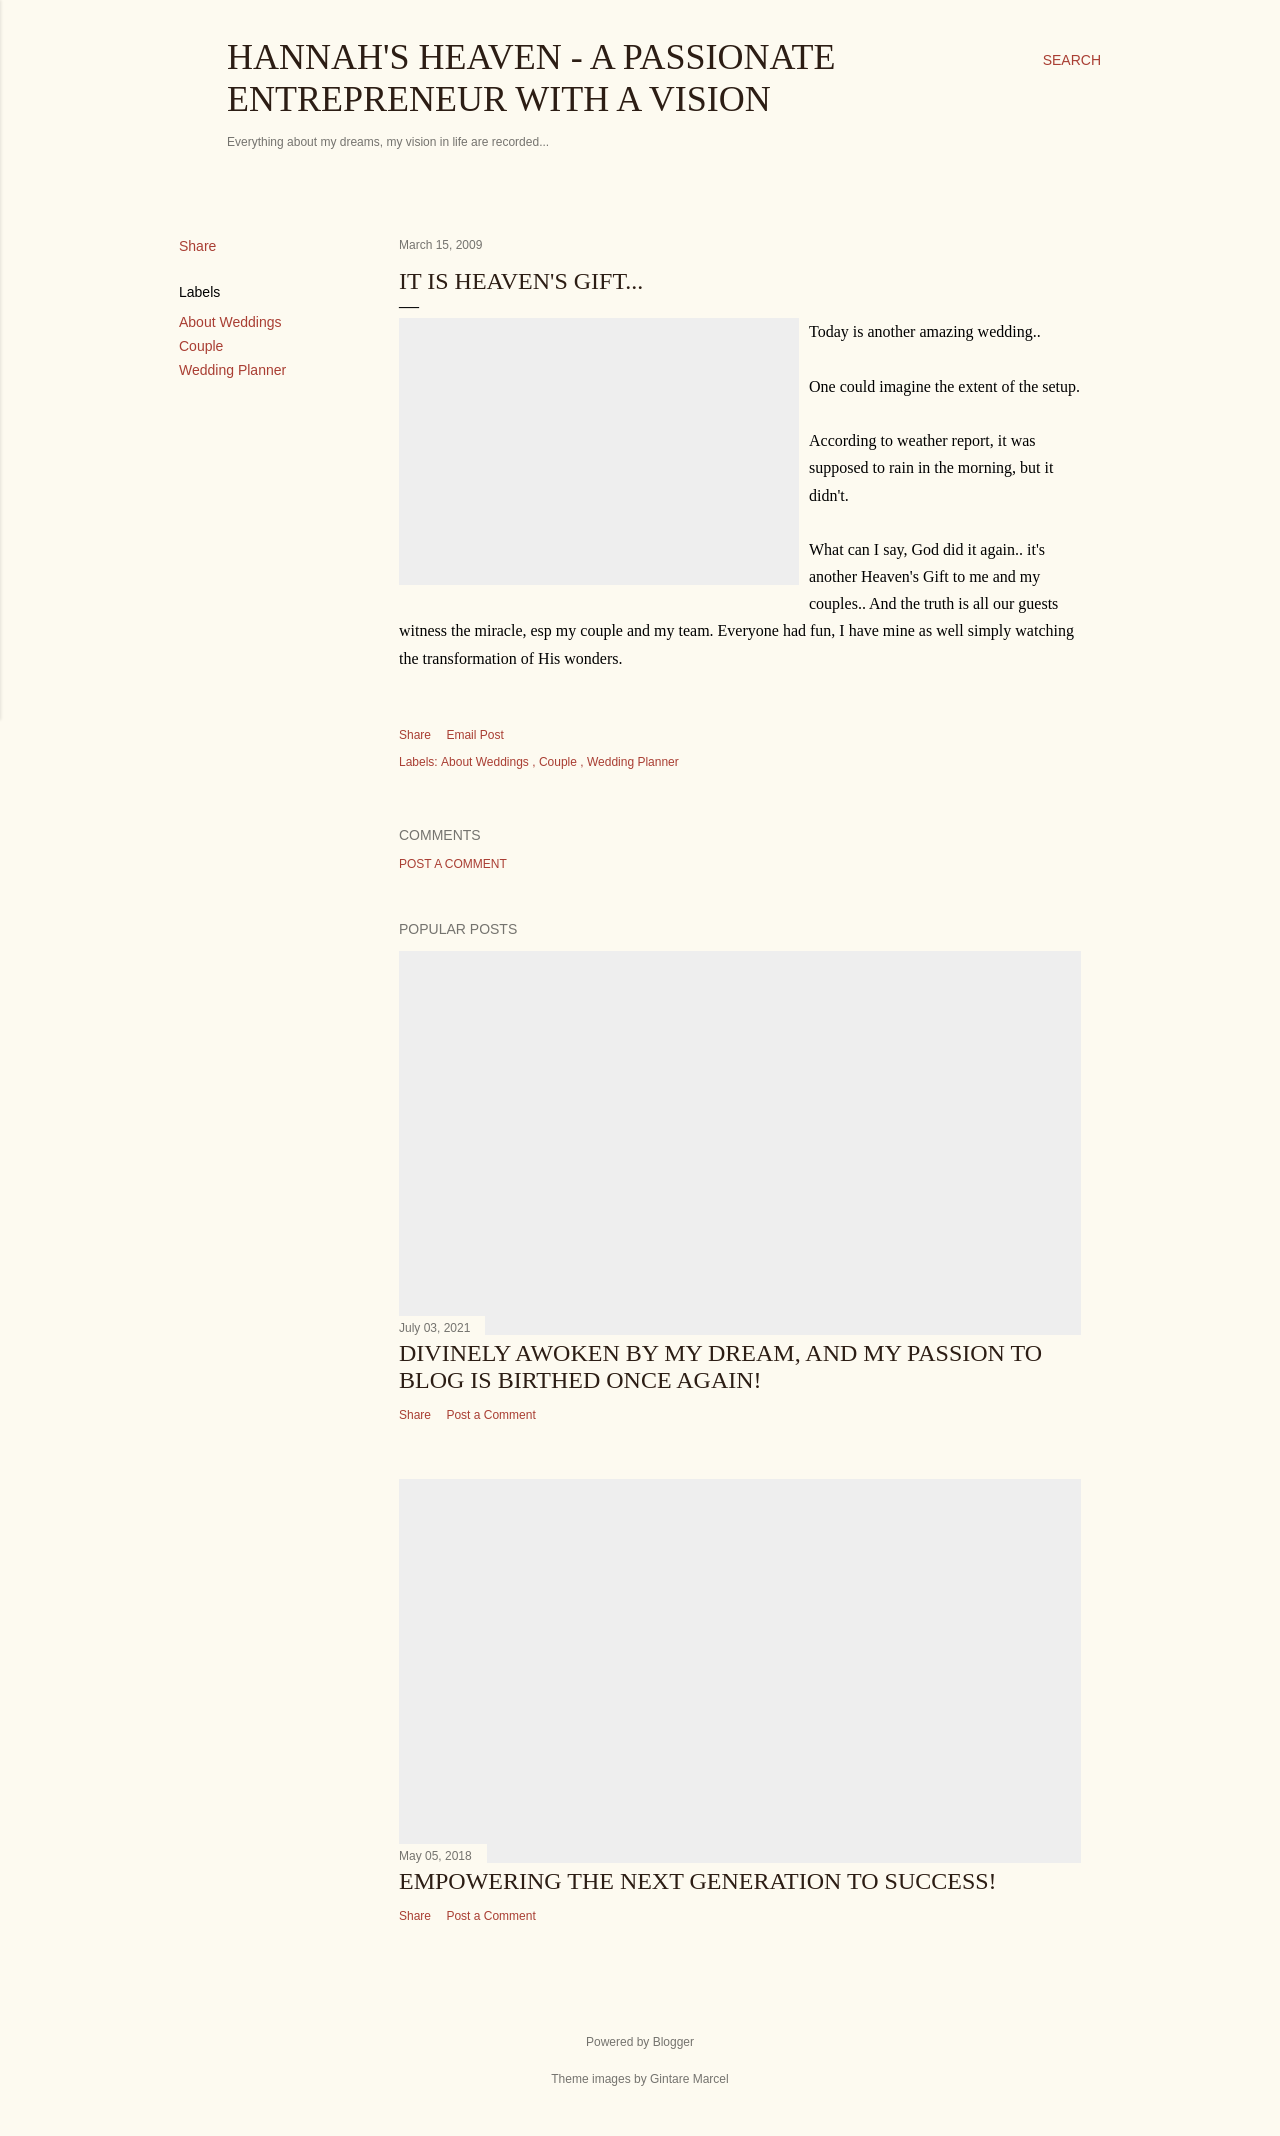 HANNAH'S HEAVEN - A PASSIONATE
ENTREPRENEUR WITH A VISION
SEARCH
Everything about my dreams, my vision in life are recorded...
Share
Labels
About Weddings
Couple
Wedding Planner
March 15, 2009
IT IS HEAVEN'S GIFT...
Today is another amazing wedding..
One could imagine the extent of the setup.
According to weather report, it was
supposed to rain in the morning, but it
didn't.
What can I say, God did it again.. it's
another Heaven's Gift to me and my
couples.. And the truth is all our guests
witness the miracle, esp my couple and my team. Everyone had fun, I have mine as well simply watching
the transformation of His wonders.
Share Email Post
Labels: About Weddings , Couple , Wedding Planner
COMMENTS
POST A COMMENT
POPULAR POSTS
July 03, 2021
DIVINELY AWOKEN BY MY DREAM, AND MY PASSION TO
BLOG IS BIRTHED ONCE AGAIN!
Share Post a Comment
May 05, 2018
EMPOWERING THE NEXT GENERATION TO SUCCESS!
Share Post a Comment
Powered by Blogger
Theme images by Gintare Marcel